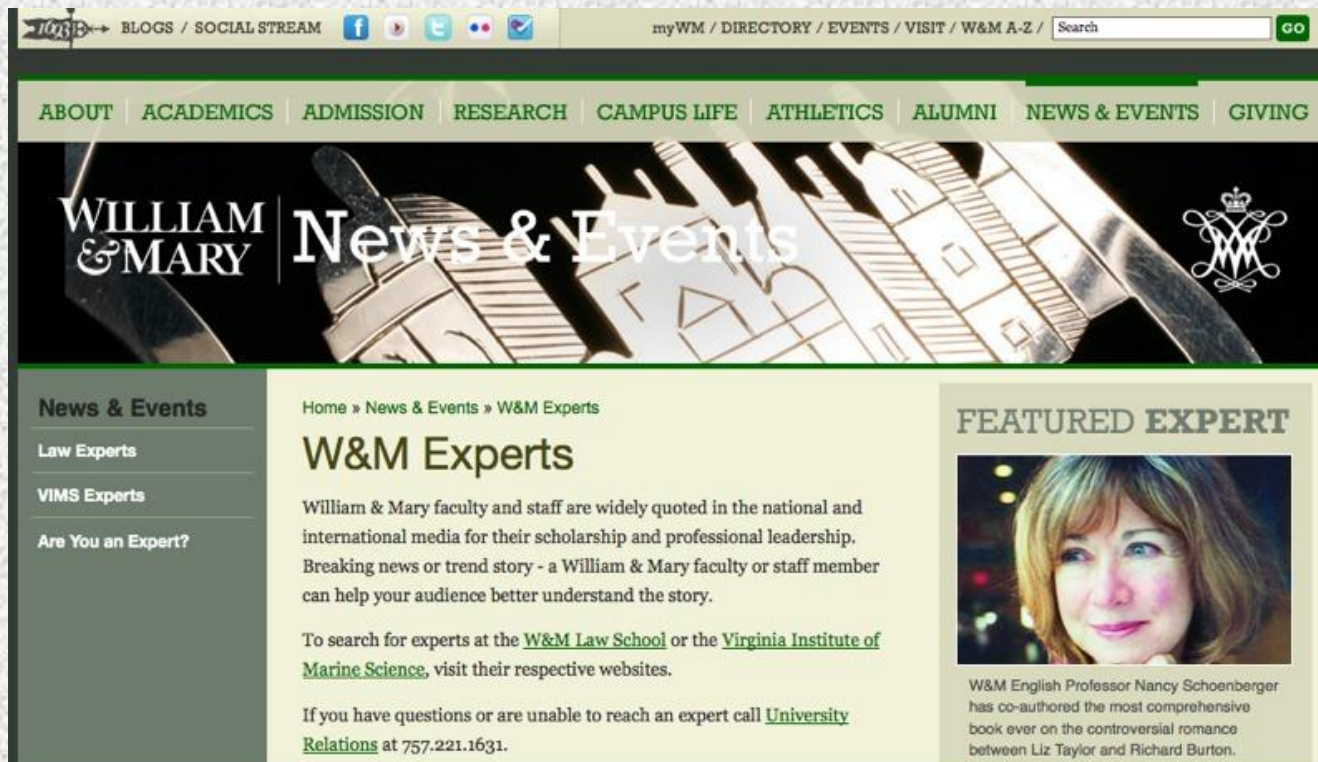 1693 BLOGS / SOCIAL STREAM f myWM / DIRECTORY / EVENTS / VISIT / W&M A-Z / Search GO
ABOUT ACADEMICS ADMISSION RESEARCH CAMPUS LIFE ATHLETICS ALUMNI NEWS & EVENTS GIVING
WILLIAM
& MARY
News & Events
News & Events
Law Experts
VIMS Experts
Are You an Expert?
Home » News & Events » W&M Experts
W&M Experts
William & Mary faculty and staff are widely quoted in the national and
international media for their scholarship and professional leadership.
Breaking news or trend story - a William & Mary faculty or staff member
can help your audience better understand the story.
To search for experts at the W&M Law School or the Virginia Institute of
Marine Science, visit their respective websites.
If you have questions or are unable to reach an expert call University
Relations at 757.221.1631.
FEATURED EXPERT
W&M English Professor Nancy Schoenberger
has co-authored the most comprehensive
book ever on the controversial romance
between Liz Taylor and Richard Burton.